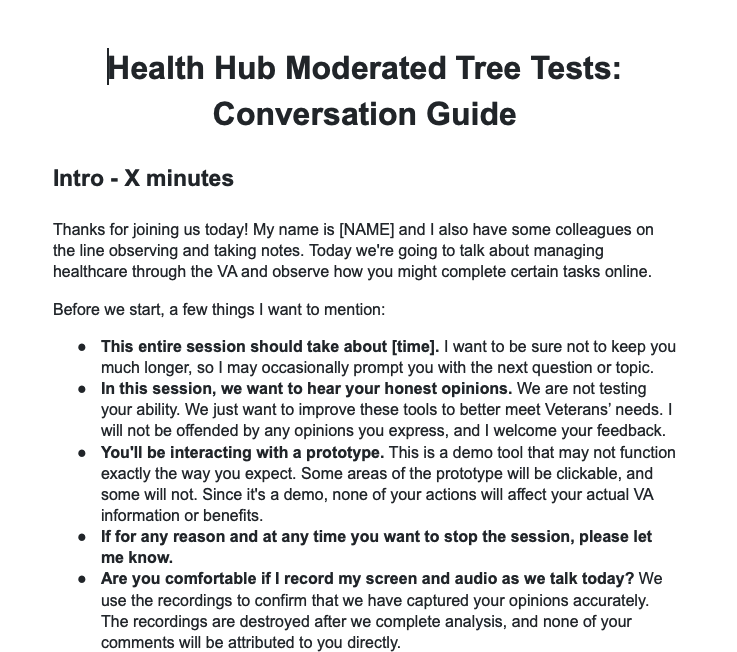 Health Hub Moderated Tree Tests:
Conversation Guide
Intro - X minutes
Thanks for joining us today! My name is [NAME] and I also have some colleagues on
the line observing and taking notes. Today we're going to talk about managing
healthcare through the VA and observe how you might complete certain tasks online.
Before we start, a few things I want to mention:
● This entire session should take about [time]. I want to be sure not to keep you
much longer, so I may occasionally prompt you with the next question or topic.
● In this session, we want to hear your honest opinions. We are not testing
your ability. We just want to improve these tools to better meet Veterans’ needs. I
will not be offended by any opinions you express, and I welcome your feedback.
● You'll be interacting with a prototype. This is a demo tool that may not function
exactly the way you expect. Some areas of the prototype will be clickable, and
some will not. Since it's a demo, none of your actions will affect your actual VA
information or benefits.
● If for any reason and at any time you want to stop the session, please let
me know.
● Are you comfortable if I record my screen and audio as we talk today? We
use the recordings to confirm that we have captured your opinions accurately.
The recordings are destroyed after we complete analysis, and none of your
comments will be attributed to you directly.